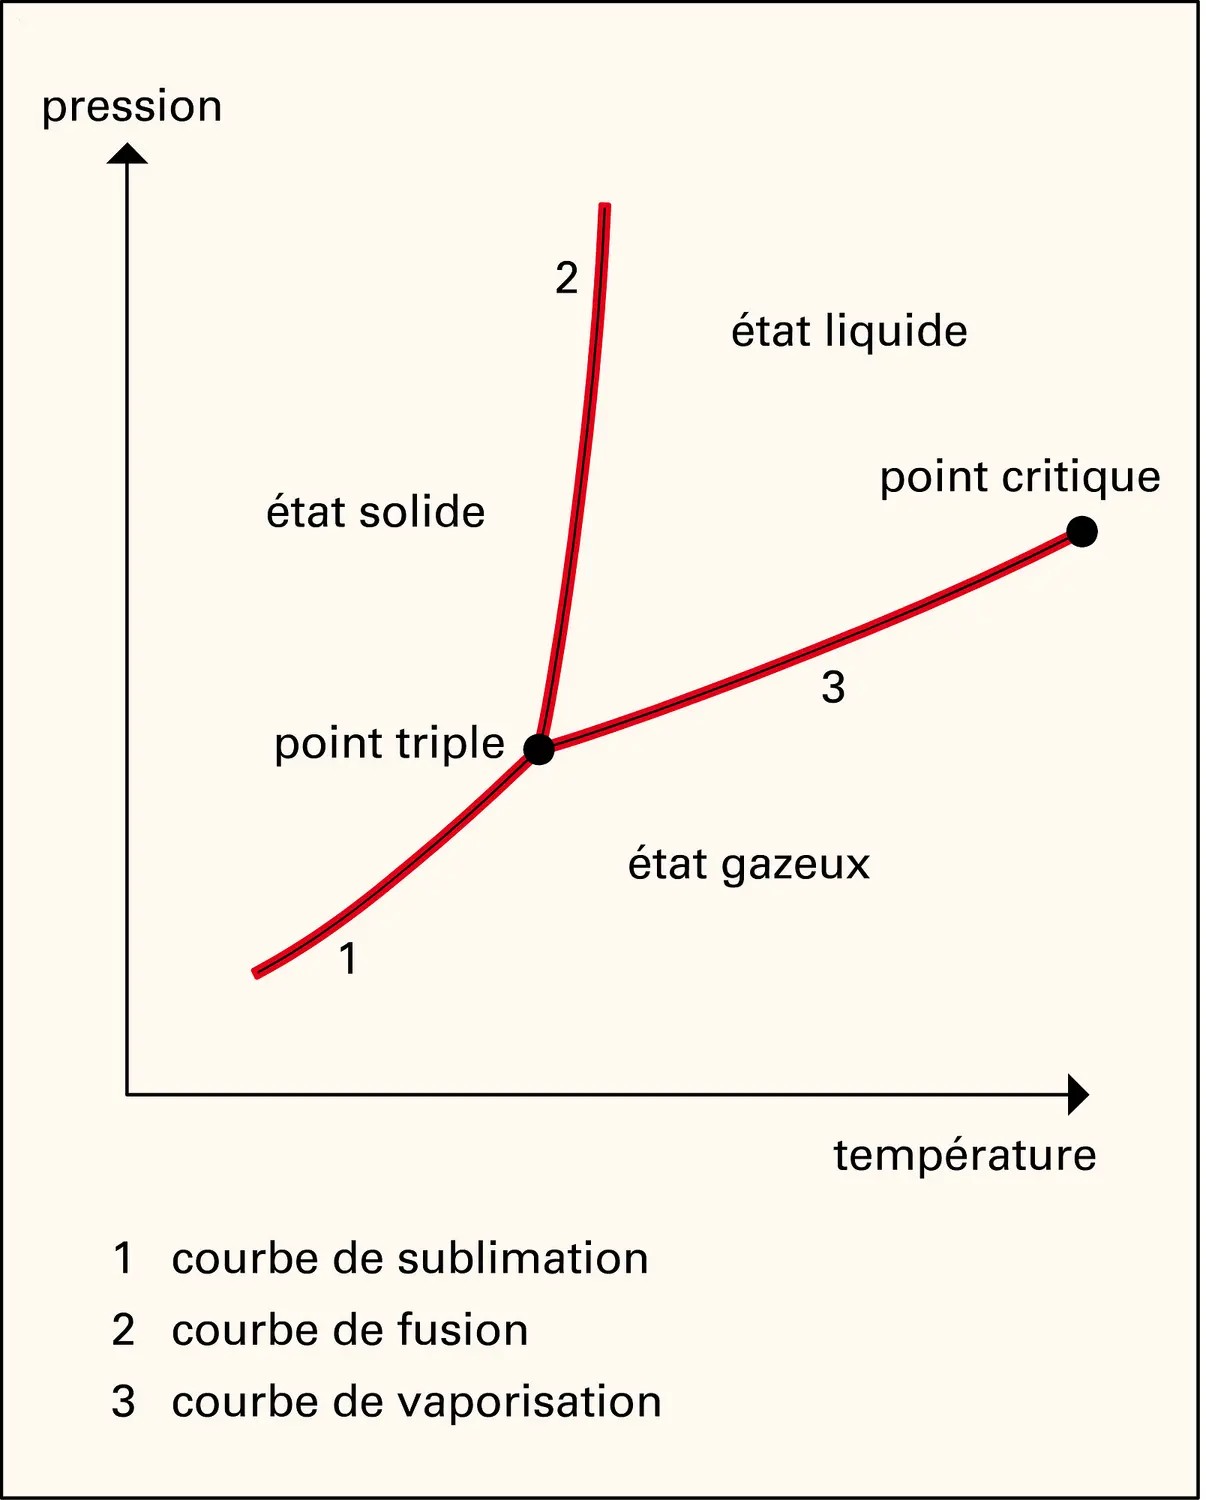 pression
2
état liquide
point critique
état solide
3
point triple
état gazeux
1
température
1 courbe de sublimation
2 courbe de fusion
3 courbe de vaporisation